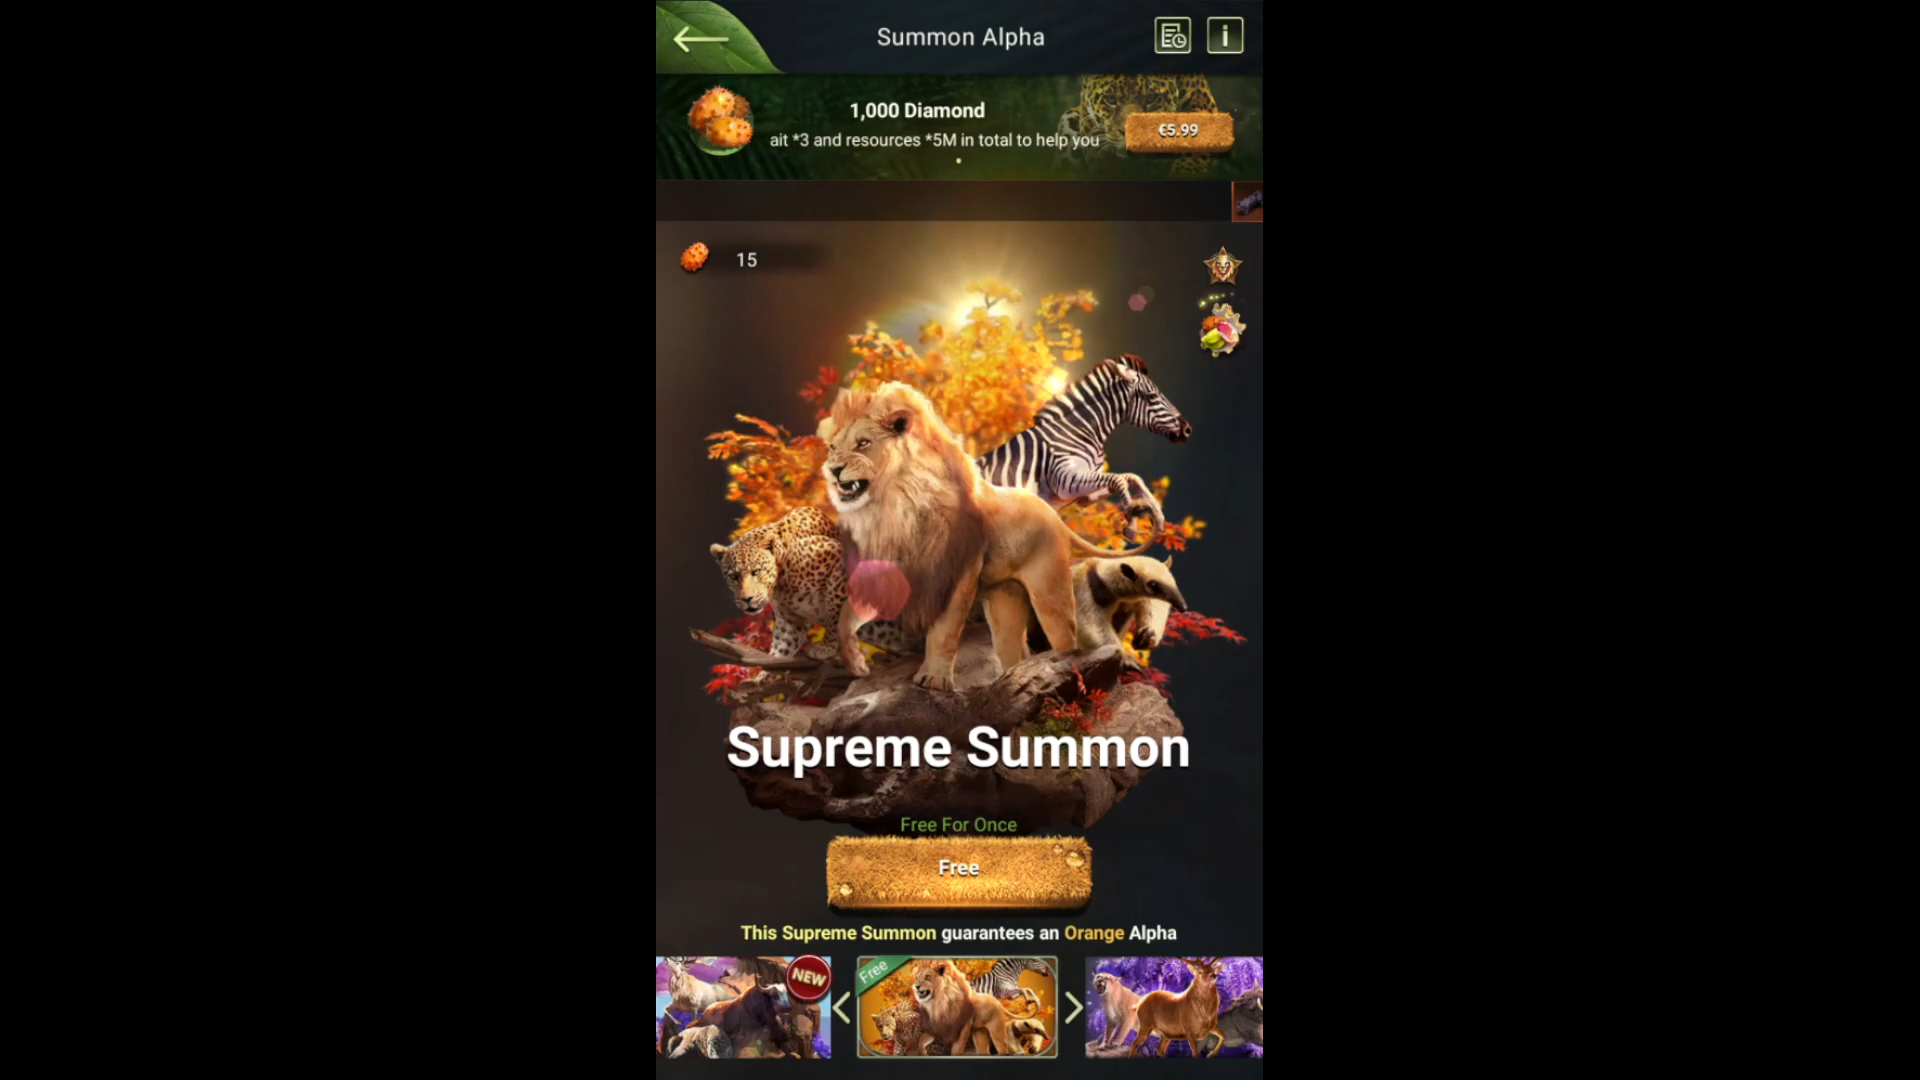 Summon Alpha
1,000 Diamond
ait *3 and resources *5M in total to help you
€5.99
15
Supreme Summon
Free For Once
Free
This Supreme Summon guarantees an Orange Alpha
NEW
Free